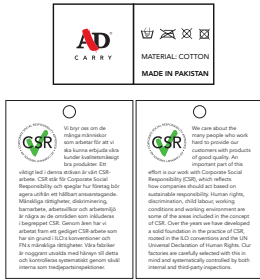 AD
CARRY
MATERIAL: COTTON
MADE IN PAKISTAN
CSR
Vi bryr oss om de
många människor
som arbetar för att vi
ska kunna erbjuda våra
kunder kvalitetsmässigt
bra produkter. Ett
viktigt led i denna strävan är vårt CSR-
arbete. CSR står för Corporate Social
Responsibility och speglar hur företag bör
agera utifrån ett hållbart ansvarstagande.
Mänskliga rättigheter, diskriminering,
barnarbete, arbetsvillkor och arbetsmiljö
är några av de områden som inkluderas
i begreppet CSR. Genom åren har vi
arbetat fram ett gediget CSR-arbete som
har sin grund i ILO:s konventioner och
FN:s mänskliga rättigheter. Våra fabriker
är noggrant utvalda med hänsyn till detta
och kontrolleras systematiskt genom såväl
interna som tredjepartsinspektioner.
CSR
We care about the
many people who work
hard to provide our
customers with products
of good quality. An
important part of this
effort is our work with Corporate Social
Responsibility (CSR), which reflects
how companies should act based on
sustainable responsibility. Human rights,
discrimination, child labour, working
conditions and working environment are
some of the areas included in the concept
of CSR. Over the years we have developed
a solid foundation in the practice of CSR,
rooted in the ILO conventions and the UN
Universal Declaration of Human Rights. Our
factories are carefully selected with this in
mind and systematically controlled by both
internal and third-party inspections.